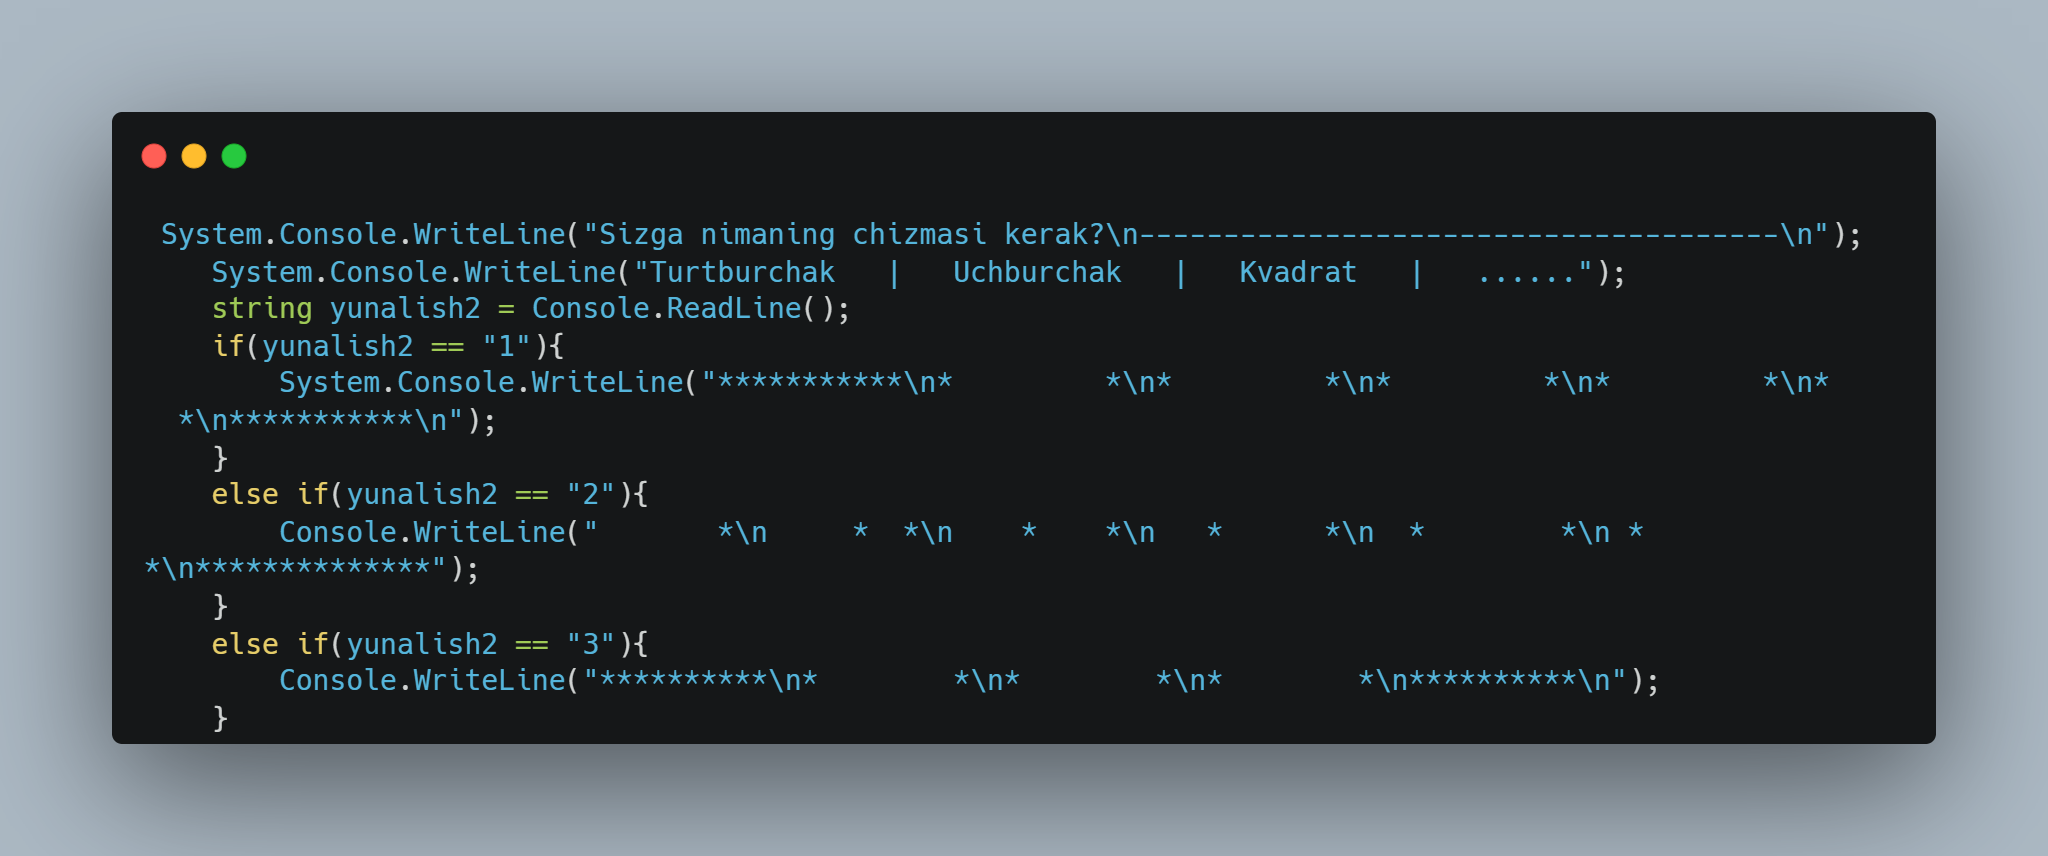 System.Console.WriteLine("Sizga nimaning chizmasi kerak?\n--------------------------------------\n");
   System.Console.WriteLine("Turtburchak   |   Uchburchak   |   Kvadrat   |   ......");
   string yunalish2 = Console.ReadLine();
   if(yunalish2 == "1"){
       System.Console.WriteLine("***********\n*         *\n*         *\n*         *\n*         *\n*
 *\n***********\n");
   }
   else if(yunalish2 == "2"){
       Console.WriteLine("       *\n     *  *\n    *    *\n   *      *\n  *        *\n *
*\n**************");
   }
   else if(yunalish2 == "3"){
       Console.WriteLine("**********\n*        *\n*        *\n*        *\n**********\n");
   }